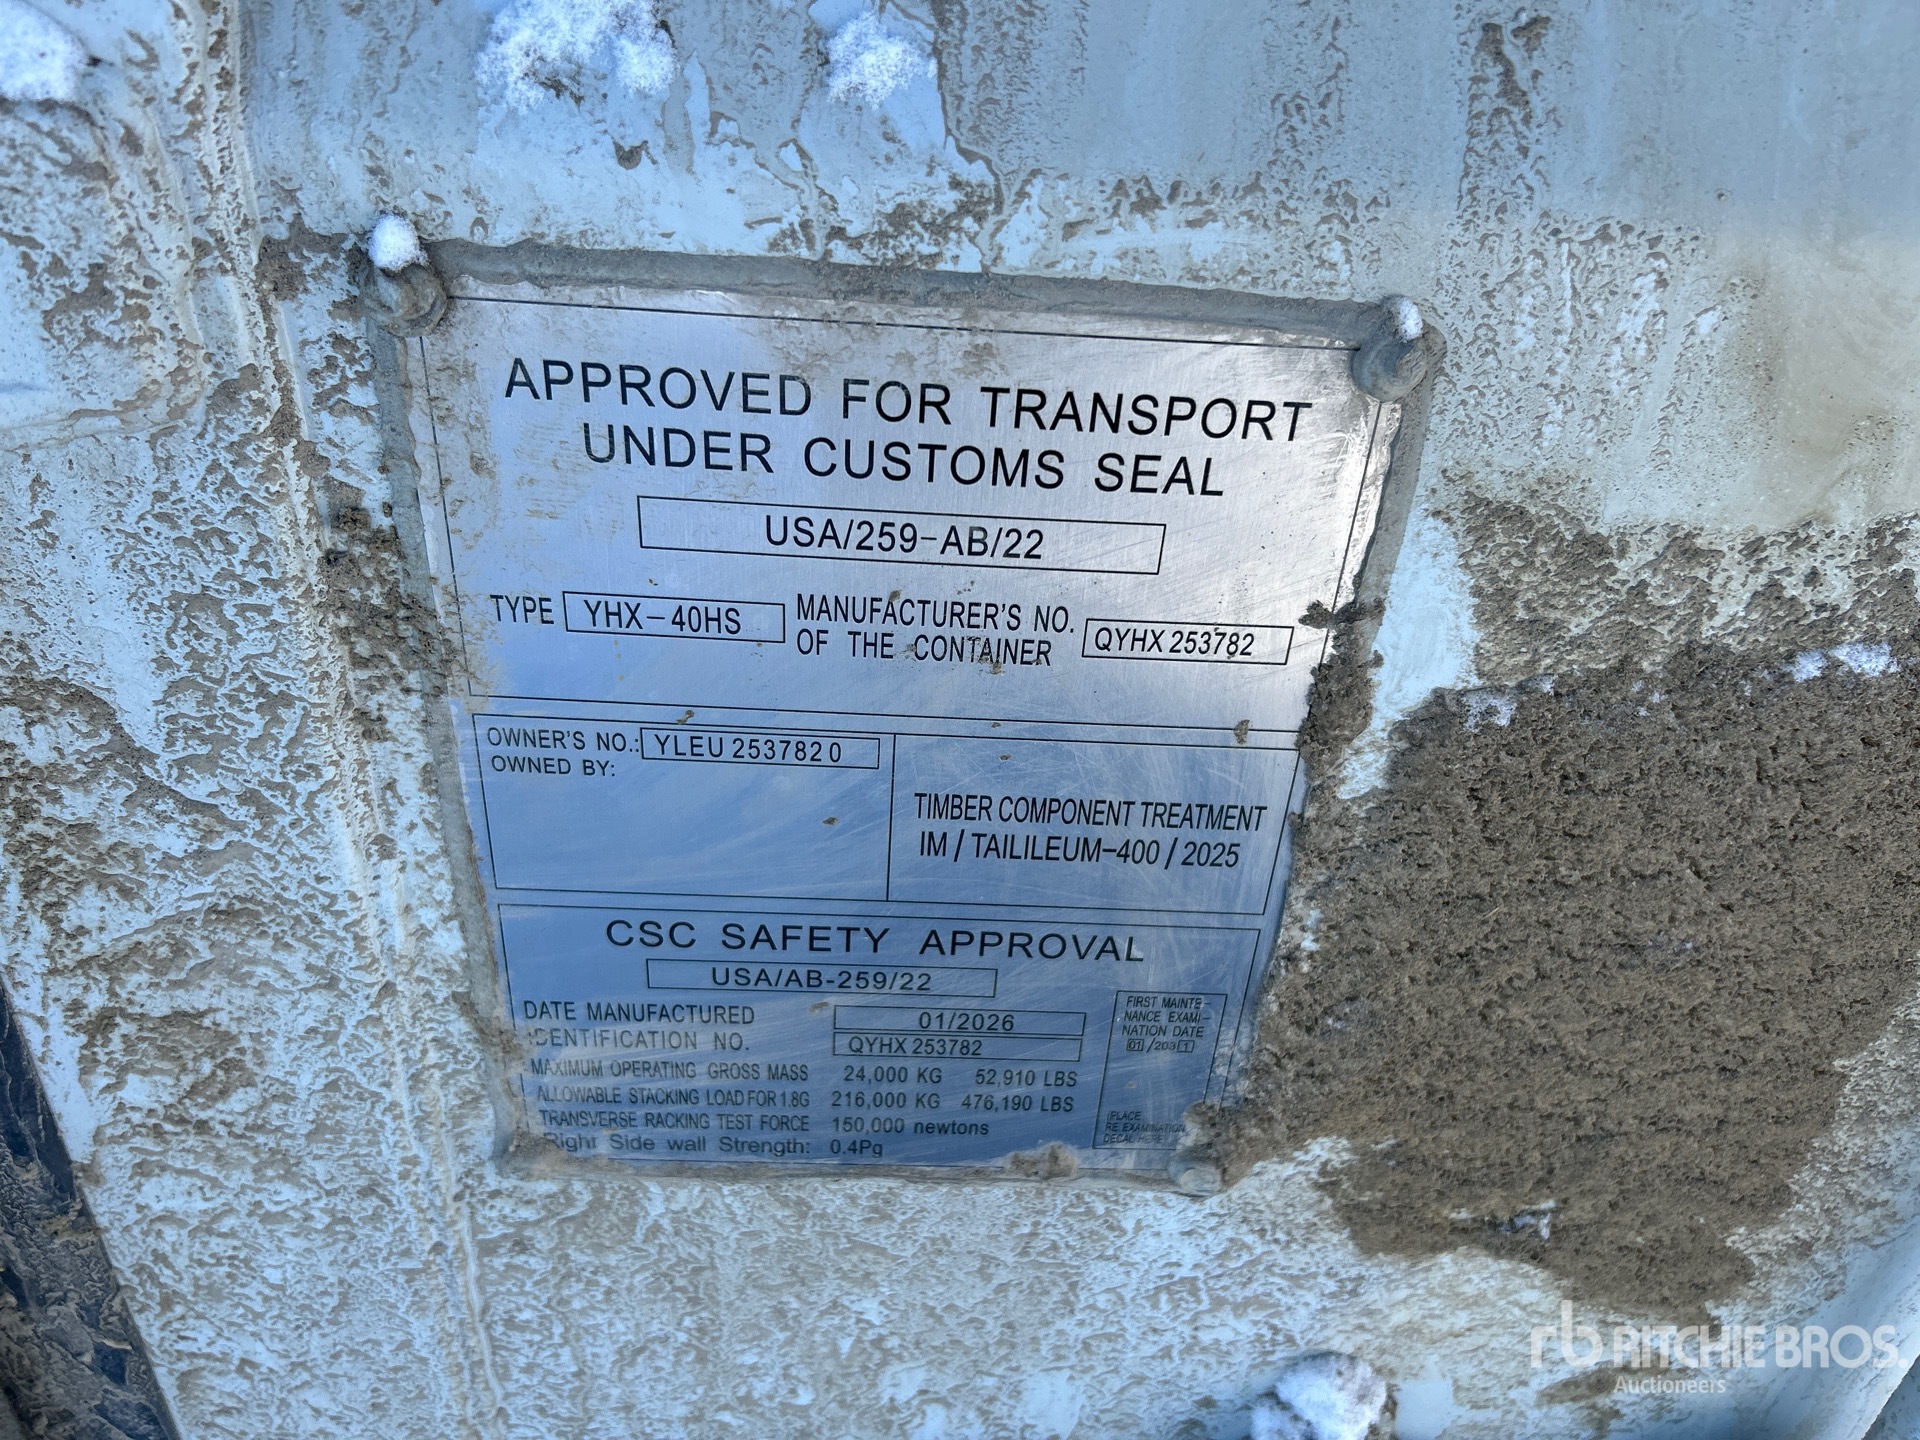 APPROVED FOR TRANSPORT
UNDER CUSTOMS SEAL
USA/259-AB/22
TYPE YHX-40HS MANUFACTURER'S NO. OF THE CONTAINER QYHX 253782
OWNER'S NO.: YLEU 253782 0
OWNED BY:
TIMBER COMPONENT TREATMENT
IM / TAILILEUM-400 / 2025
CSC SAFETY APPROVAL
USA/AB-259/22
DATE MANUFACTURED 01/2026
IDENTIFICATION NO. QYHX 253782
MAXIMUM OPERATING GROSS MASS 24,000 KG 52,910 LBS
ALLOWABLE STACKING LOAD FOR 1.8G 216,000 KG 476,190 LBS
TRANSVERSE RACKING TEST FORCE 150,000 newtons
Right Side wall Strength: 0.4Pg
FIRST MAINTE-
NANCE EXAMI-
NATION DATE
01/2031
(PLACE
RE EXAMINATION
DECAL HERE)
rb RITCHIE BROS.
Auctioneers